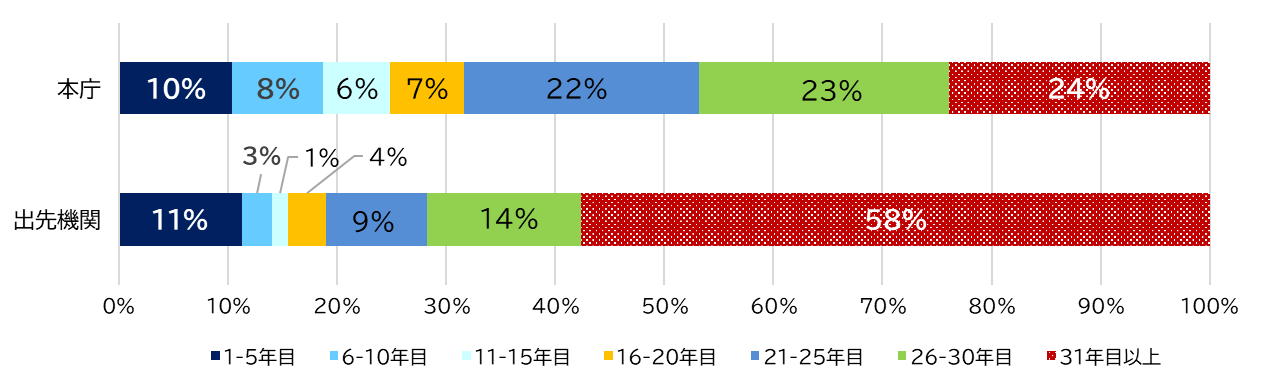 本庁 10% 8% 6% 7% 22% 23% 24%
3% 1% 4%
出先機関 11% 9% 14% 58%
0% 10% 20% 30% 40% 50% 60% 70% 80% 90% 100%
1-5年目 6-10年目 11-15年目 16-20年目 21-25年目 26-30年目 31年目以上